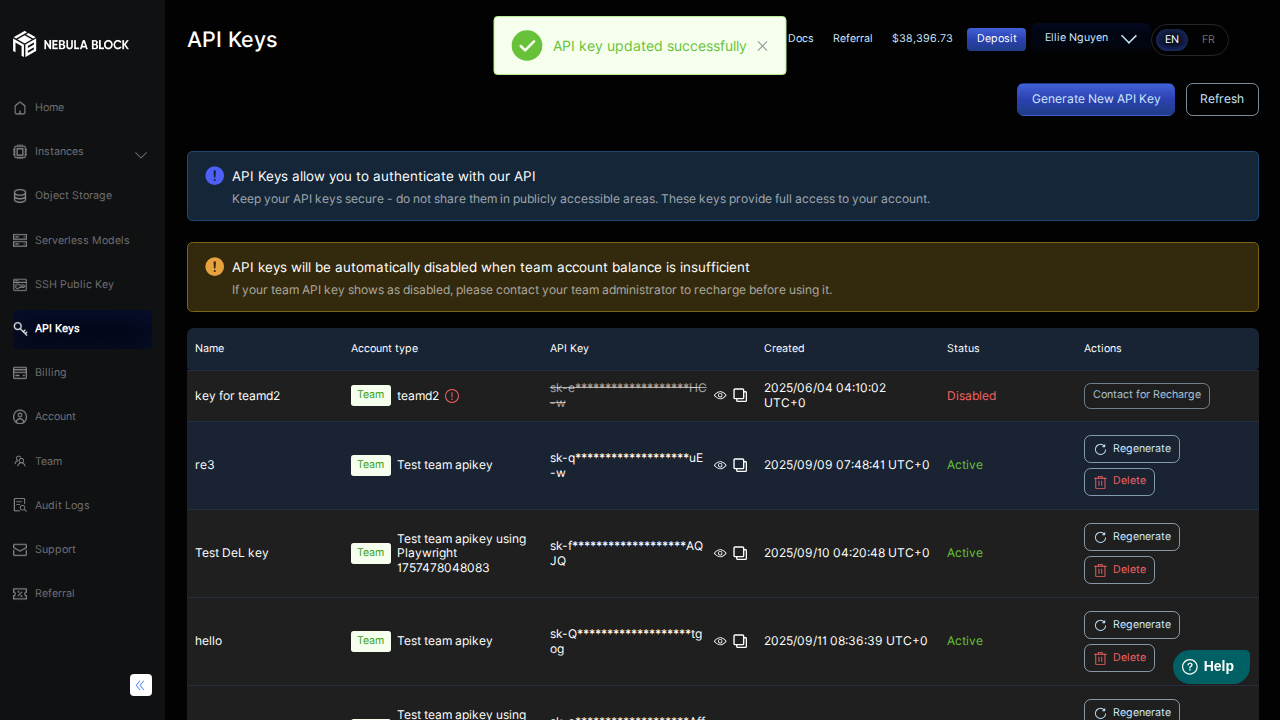 NEBULA BLOCK
Home
Instances
Object Storage
Serverless Models
SSH Public Key
API Keys
Billing
Account
Team
Audit Logs
Support
Referral
API Keys
API key updated successfully
Docs
Referral
$38,396.73
Deposit
Ellie Nguyen
EN
FR
Generate New API Key
Refresh
API Keys allow you to authenticate with our API
Keep your API keys secure - do not share them in publicly accessible areas. These keys provide full access to your account.
API keys will be automatically disabled when team account balance is insufficient
If your team API key shows as disabled, please contact your team administrator to recharge before using it.
Name Account type API Key Created Status Actions
key for teamd2
Team
teamd2
sk-e*******************HC
-w
2025/06/04 04:10:02
UTC+0
Disabled
Contact for Recharge
re3
Team
Test team apikey
sk-q*******************uE
-w
2025/09/09 07:48:41 UTC+0
Active
Regenerate
Delete
Test DeL key
Team
Test team apikey using
Playwright
1757478048083
sk-f*******************AQ
JQ
2025/09/10 04:20:48 UTC+0
Active
Regenerate
Delete
hello
Team
Test team apikey
sk-Q*******************tg
og
2025/09/11 08:36:39 UTC+0
Active
Regenerate
Delete
Test team apikey using
Regenerate
Help